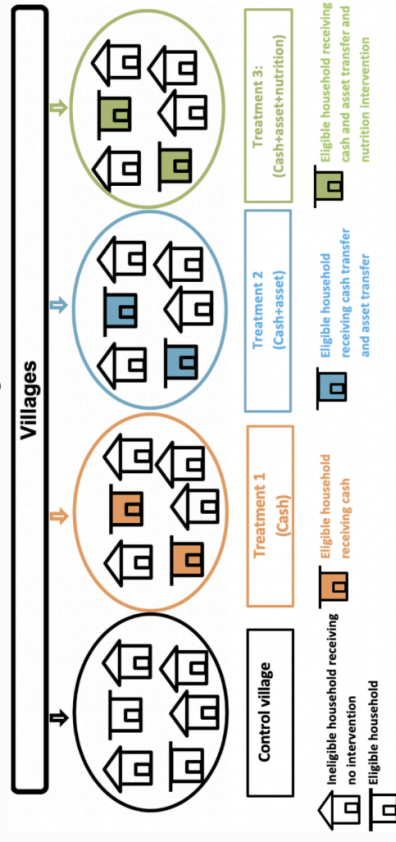 Villages
Control village
Treatment 1
(Cash)
Treatment 2
(Cash+asset)
Treatment 3:
(Cash+asset+nutrition)
Ineligible household receiving
no intervention
Eligible household
Eligible household
receiving cash
Eligible household
receiving cash transfer
and asset transfer
Eligible household receiving
cash and asset transfer and
nutrition intervention